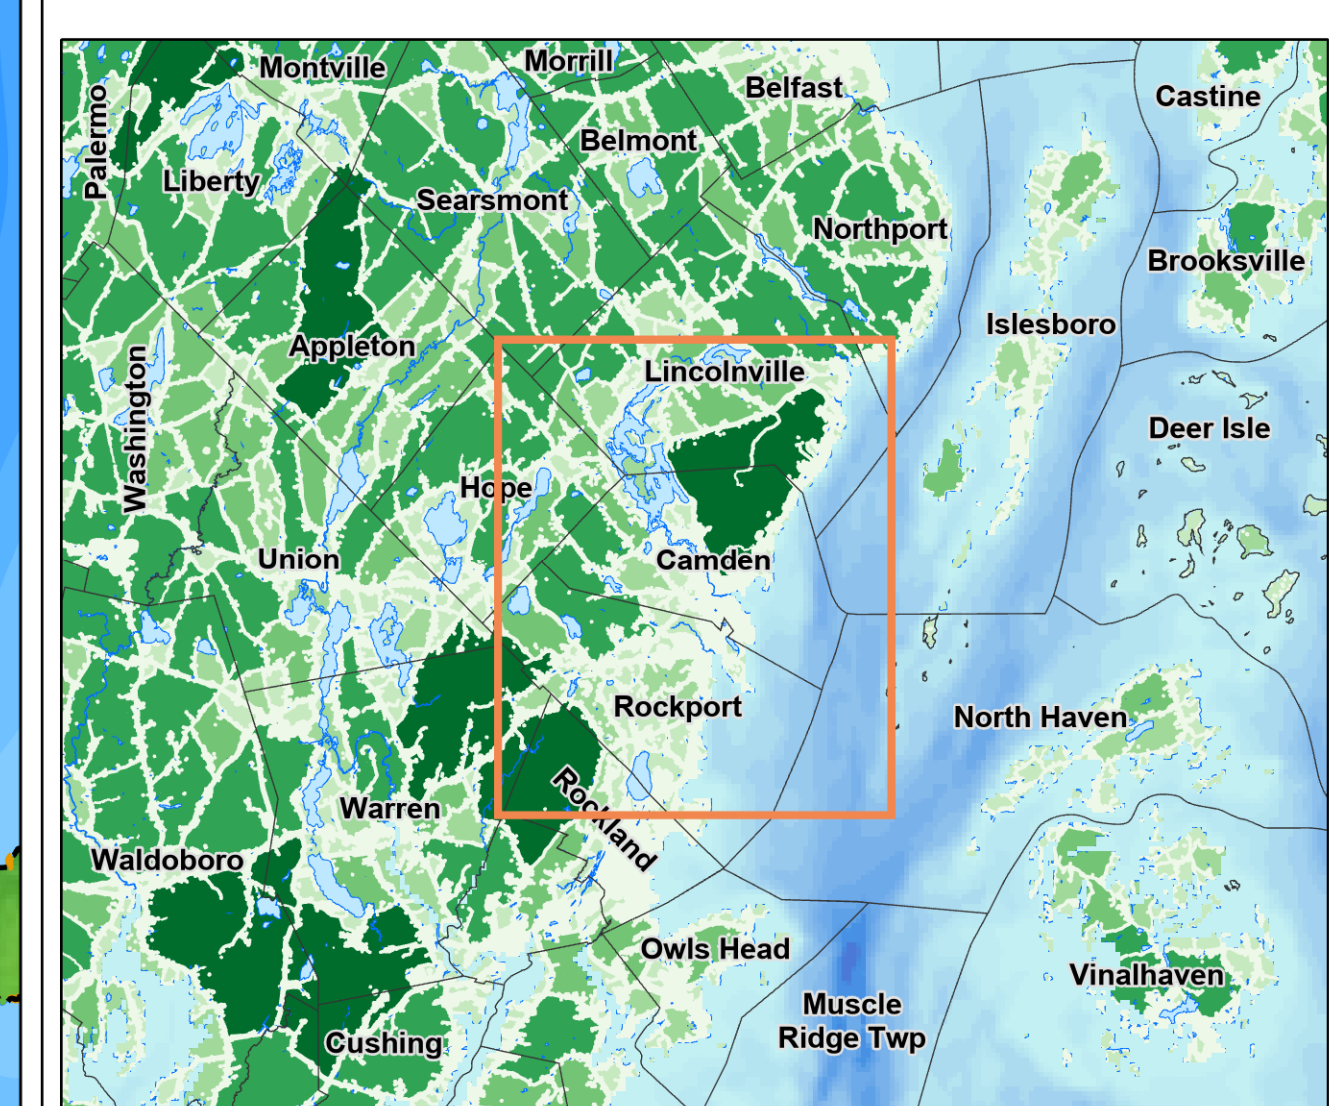 Montville
Morrill
Belfast
Castine
Palermo
Belmont
Liberty
Searsmont
Northport
Brooksville
Islesboro
Appleton
Lincolnville
Washington
Deer Isle
Hope
Union
Camden
Rockport
North Haven
Warren
Rockland
Waldoboro
Owls Head
Vinalhaven
Muscle
Ridge Twp
Cushing